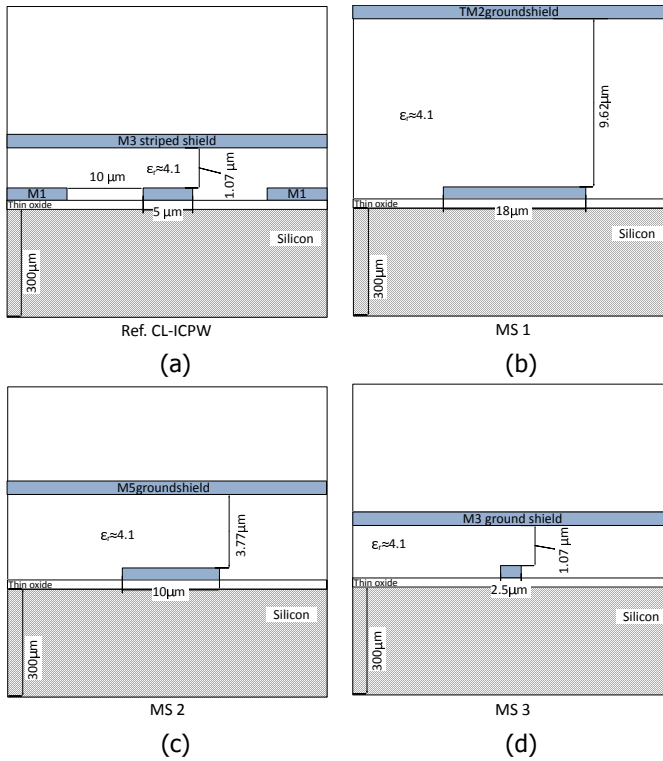 M3 striped shield
εᵣ≈4.1
1.07 µm
10 µm
M1
M1
Thin oxide
5 µm
Silicon
300µm
Ref. CL-ICPW
(a)
TM2groundshield
εᵣ≈4.1
9.62µm
Thin oxide
18µm
Silicon
300µm
MS 1
(b)
M5groundshield
εᵣ≈4.1
3.77µm
Thin oxide
10µm
Silicon
300µm
MS 2
(c)
M3 ground shield
εᵣ≈4.1
1.07 µm
Thin oxide
2.5µm
Silicon
300µm
MS 3
(d)